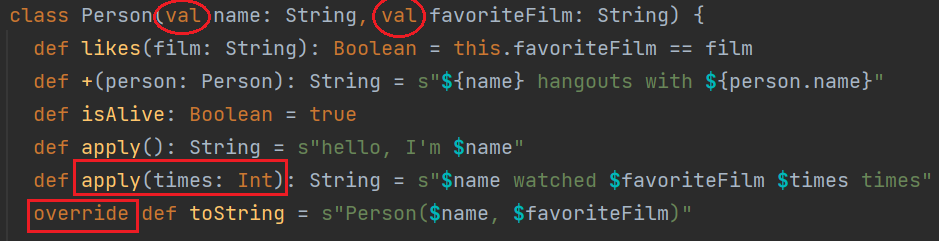 class Person(val name: String, val favoriteFilm: String) {
def likes(film: String): Boolean = this.favoriteFilm == film
def +(person: Person): String = s"${name} hangouts with ${person.name}"
def isAlive: Boolean = true
def apply(): String = s"hello, I'm $name"
def apply(times: Int): String = s"$name watched $favoriteFilm $times times"
override def toString = s"Person($name, $favoriteFilm)"